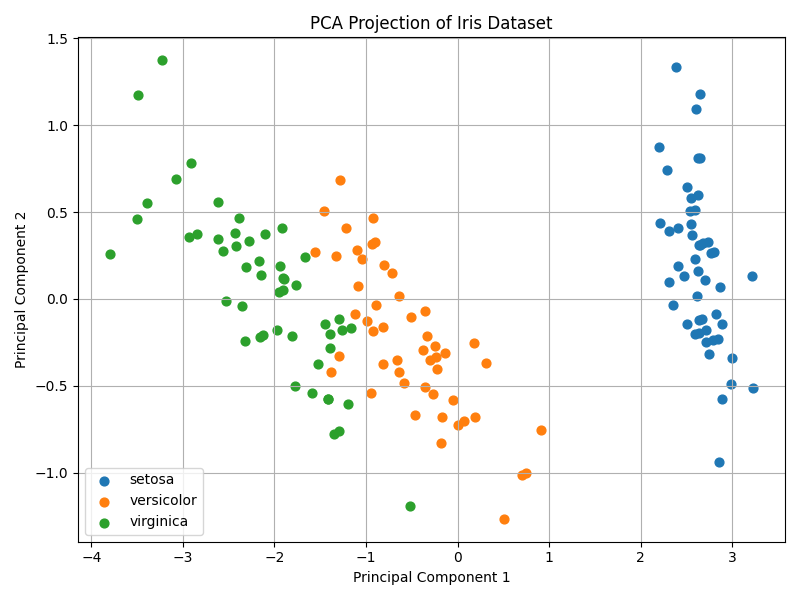 PCA Projection of Iris Dataset
1.5
1.0
0.5
0.0
−0.5
−1.0
Principal Component 2
setosa
versicolor
virginica
−4
−3
−2
−1
0
1
2
3
Principal Component 1